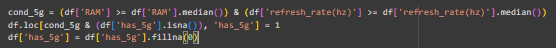 cond_5g = (df['RAM'] >= df['RAM'].median()) & (df['refresh_rate(hz)'] >= df['refresh_rate(hz)'].median())
df.loc[cond_5g & (df['has_5g'].isna()), 'has_5g'] = 1
df['has_5g'] = df['has_5g'].fillna(0)